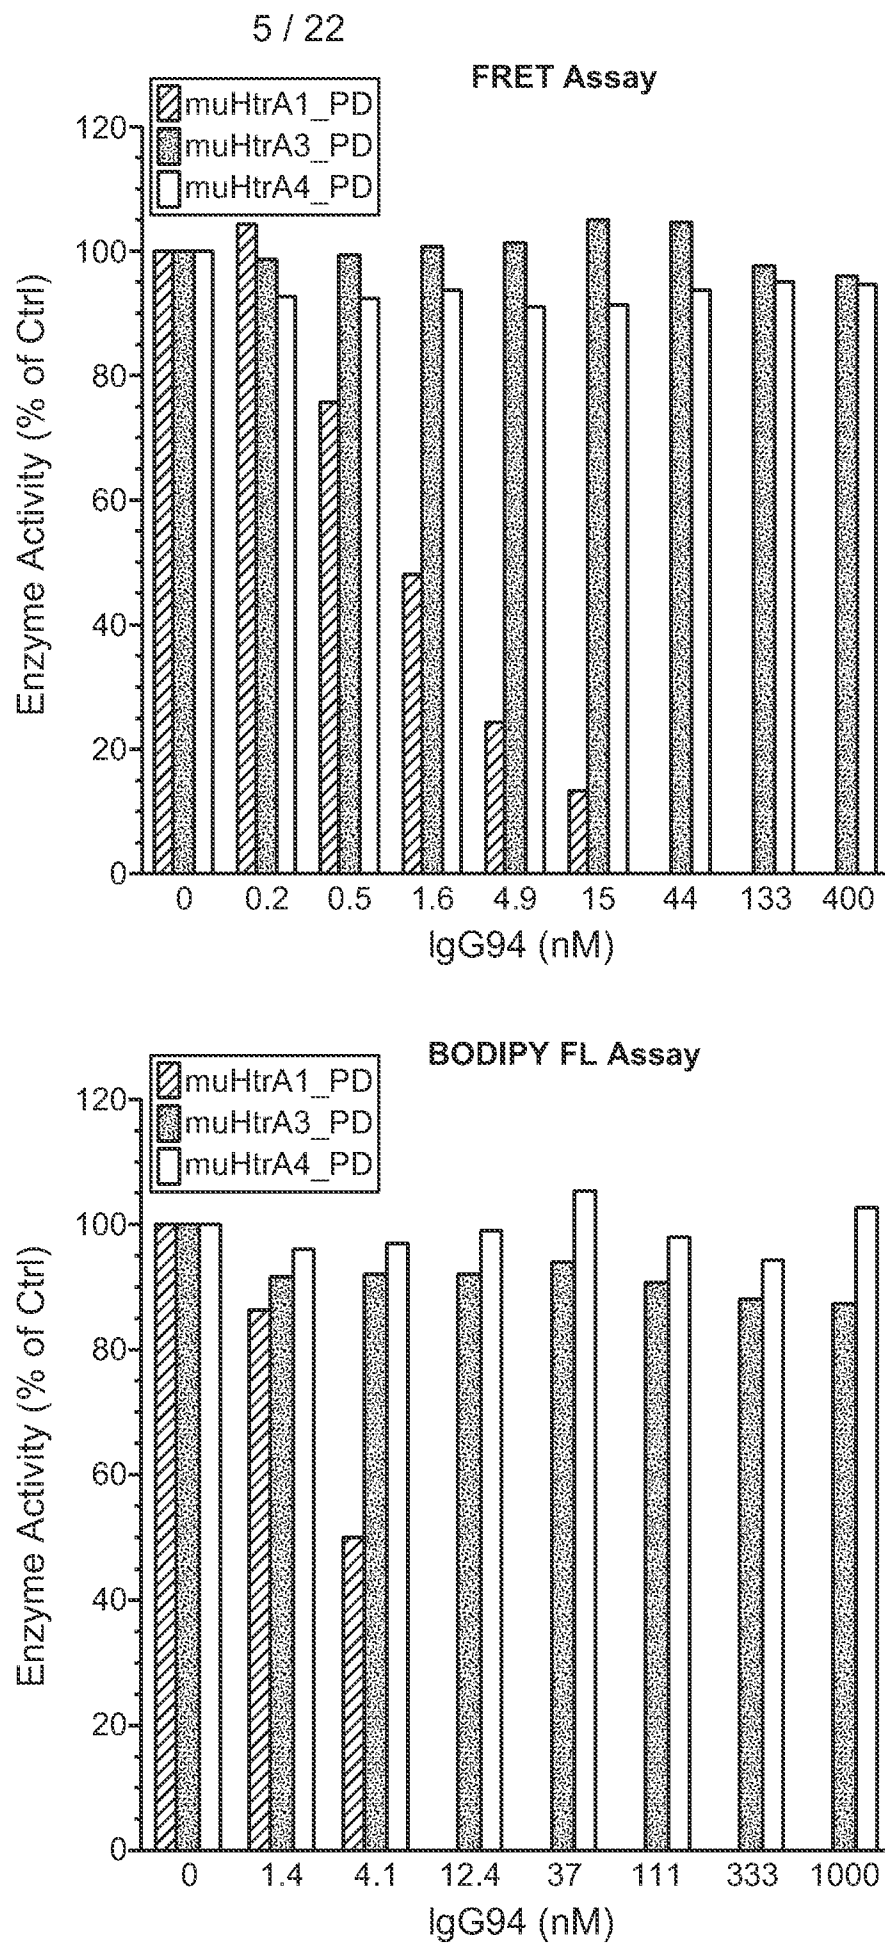 5 / 22
FRET Assay
muHtrA1_PD
muHtrA3_PD
muHtrA4_PD
120
100
80
60
40
20
0
Enzyme Activity (% of Ctrl)
0 0.2 0.5 1.6 4.9 15 44 133 400
IgG94 (nM)
BODIPY FL Assay
muHtrA1_PD
muHtrA3_PD
muHtrA4_PD
120
100
80
60
40
20
0
Enzyme Activity (% of Ctrl)
0 1.4 4.1 12.4 37 111 333 1000
IgG94 (nM)